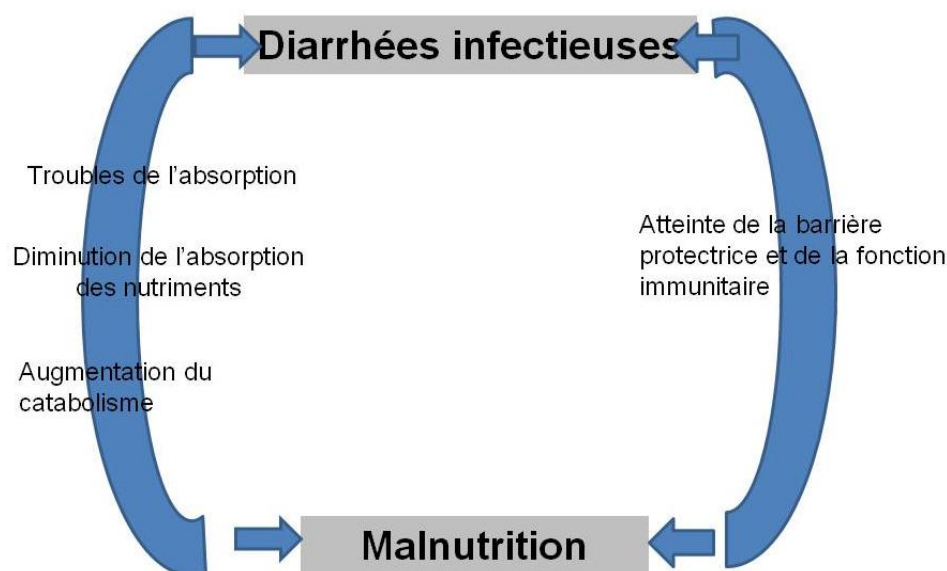 Diarrhées infectieuses
Troubles de l'absorption
Diminution de l'absorption
des nutriments
Augmentation du
catabolisme
Atteinte de la barrière
protectrice et de la fonction
immunitaire
Malnutrition